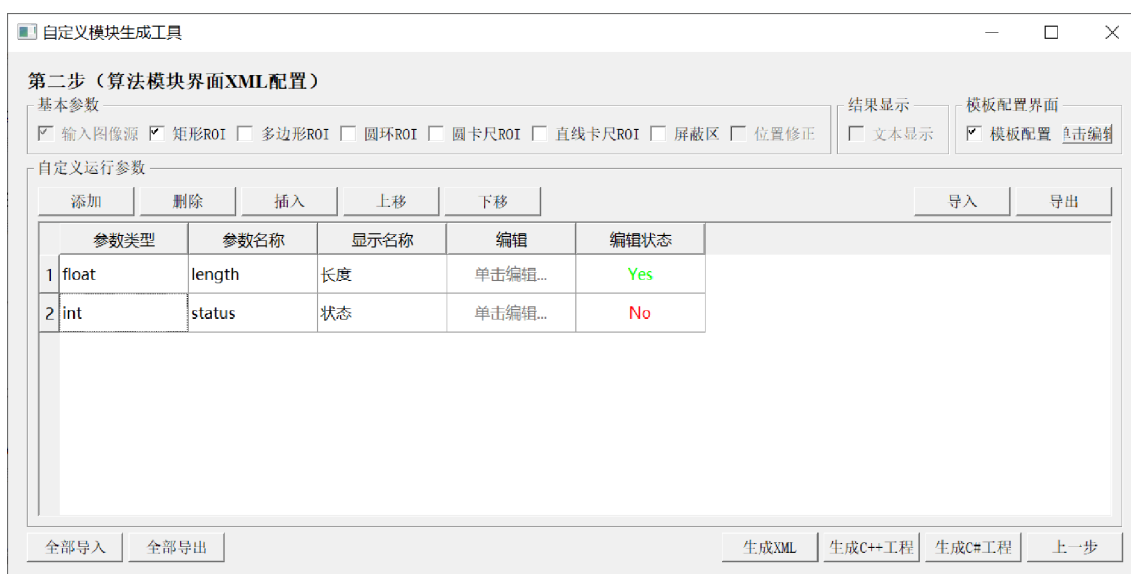 自定义模块生成工具
第二步（算法模块界面XML配置）
基本参数 结果显示 模板配置界面
输入图像源 矩形ROI 多边形ROI 圆环ROI 圆卡尺ROI 直线卡尺ROI 屏蔽区 位置修正 文本显示 模板配置 单击编辑
自定义运行参数
添加 删除 插入 上移 下移 导入 导出
参数类型 参数名称 显示名称 编辑 编辑状态
1 float length 长度 单击编辑... Yes
2 int status 状态 单击编辑... No
全部导入 全部导出 生成XML 生成C++工程 生成C#工程 上一步